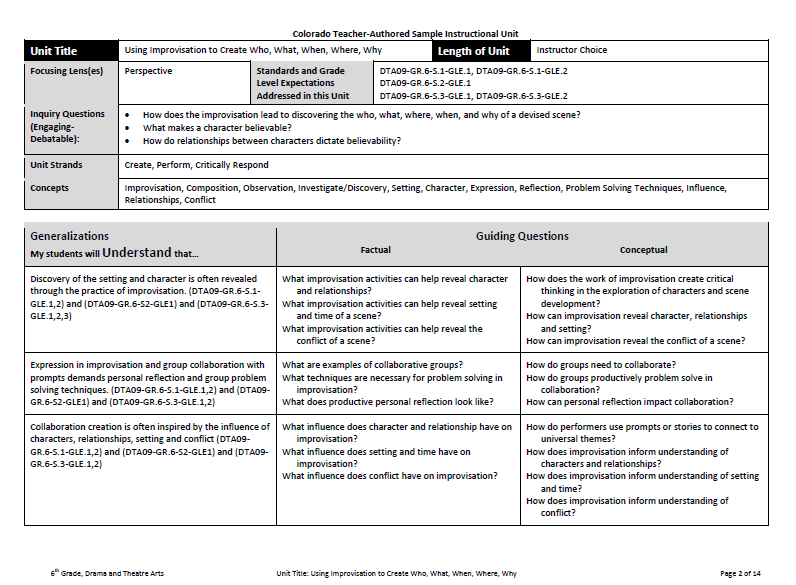 Colorado Teacher-Authored Sample Instructional Unit
Unit Title
Using Improvisation to Create Who, What, When, Where, Why
Length of Unit
Instructor Choice
Focusing Lens(es)
Perspective
Standards and Grade
Level Expectations
Addressed in this Unit
DTA09-GR.6-S.1-GLE.1, DTA09-GR.6-S.1-GLE.2
DTA09-GR.6-S.2-GLE.1
DTA09-GR.6-S.3-GLE.1, DTA09-GR.6-S.3-GLE.2
Inquiry Questions
(Engaging-
Debatable):
• How does the improvisation lead to discovering the who, what, where, when, and why of a devised scene?
• What makes a character believable?
• How do relationships between characters dictate believability?
Unit Strands
Create, Perform, Critically Respond
Concepts
Improvisation, Composition, Observation, Investigate/Discovery, Setting, Character, Expression, Reflection, Problem Solving Techniques, Influence,
Relationships, Conflict
Generalizations
My students will Understand that…
Guiding Questions
Factual
Conceptual
Discovery of the setting and character is often revealed
through the practice of improvisation. (DTA09-GR.6-S.1-
GLE.1,2) and (DTA09-GR.6-S2-GLE1) and (DTA09-GR.6-S.3-
GLE.1,2,3)
What improvisation activities can help reveal character
and relationships?
What improvisation activities can help reveal setting
and time of a scene?
What improvisation activities can help reveal the
conflict of a scene?
How does the work of improvisation create critical
thinking in the exploration of characters and scene
development?
How can improvisation reveal character, relationships
and setting?
How can improvisation reveal the conflict of a scene?
Expression in improvisation and group collaboration with
prompts demands personal reflection and group problem
solving techniques. (DTA09-GR.6-S.1-GLE.1,2) and (DTA09-
GR.6-S2-GLE1) and (DTA09-GR.6-S.3-GLE.1,2)
What are examples of collaborative groups?
What techniques are necessary for problem solving in
improvisation?
What does productive personal reflection look like?
How do groups need to collaborate?
How do groups productively problem solve in
collaboration?
How can personal reflection impact collaboration?
Collaboration creation is often inspired by the influence of
characters, relationships, setting and conflict (DTA09-
GR.6-S.1-GLE.1,2) and (DTA09-GR.6-S2-GLE1) and (DTA09-
GR.6-S.3-GLE.1,2)
What influence does character and relationship have on
improvisation?
What influence does setting and time have on
improvisation?
What influence does conflict have on improvisation?
How do performers use prompts or stories to connect to
universal themes?
How does improvisation inform understanding of
characters and relationships?
How does improvisation inform understanding of setting
and time?
How does improvisation inform understanding of
conflict?
6th Grade, Drama and Theatre Arts
Unit Title: Using Improvisation to Create Who, What, When, Where, Why
Page 2 of 14